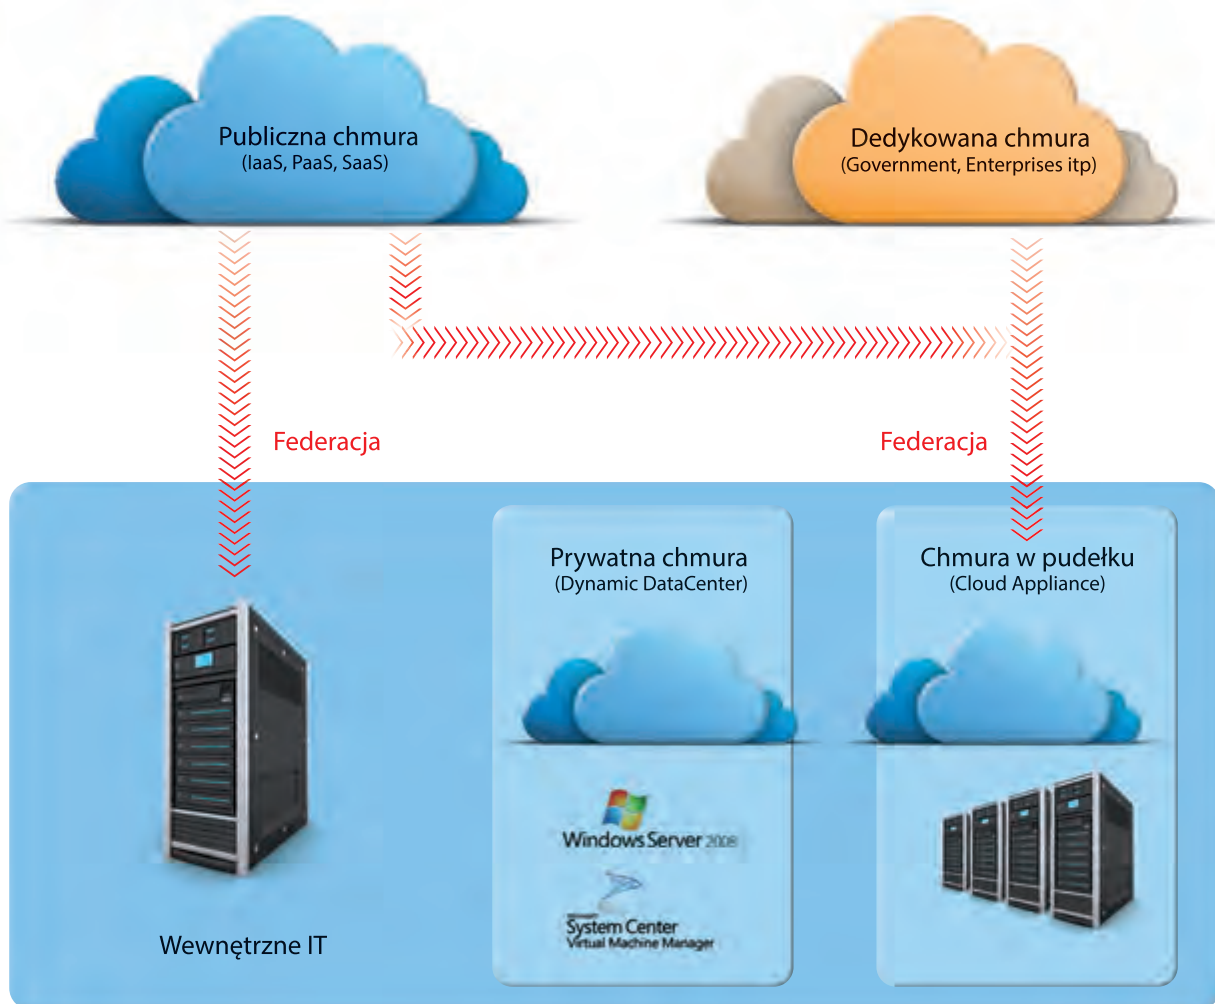 Publiczna chmura
(IaaS, PaaS, SaaS)
Dedykowana chmura
(Government, Enterprises itp)
Federacja
Federacja
Prywatna chmura
(Dynamic DataCenter)
Chmura w pudełku
(Cloud Appliance)
Windows Server 2008
Microsoft
System Center
Virtual Machine Manager
Wewnętrzne IT